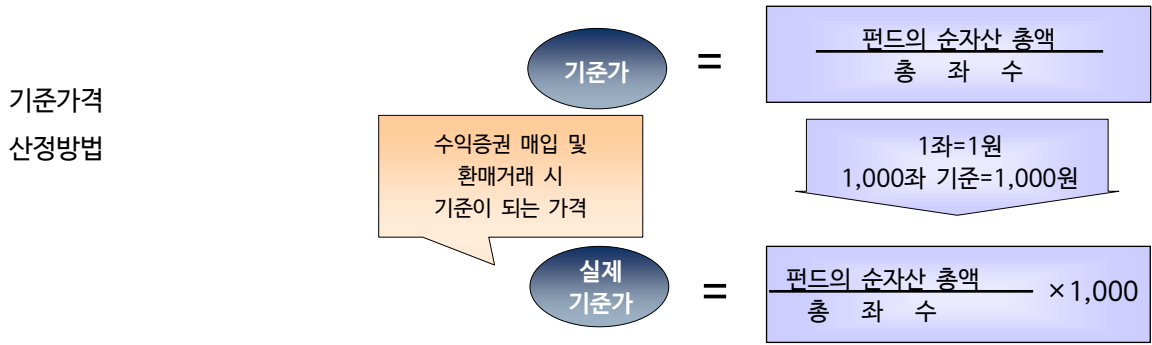 기준가격
산정방법
기준가
=
펀드의 순자산 총액
총 좌 수
수익증권 매입 및
환매거래 시
기준이 되는 가격
1좌=1원
1,000좌 기준=1,000원
실제
기준가
=
펀드의 순자산 총액
총 좌 수
×1,000